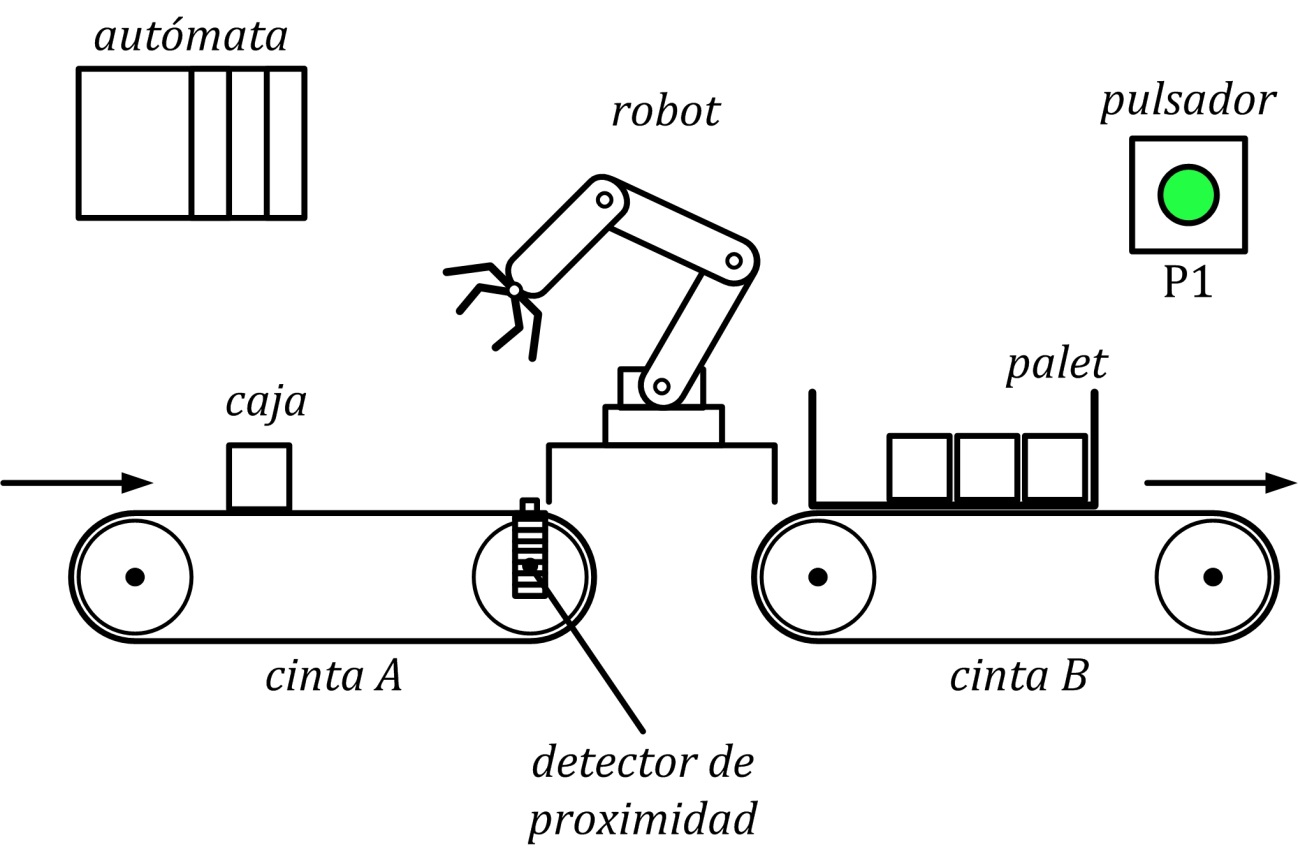 autómata
robot
pulsador
P1
palet
caja
cinta A
cinta B
detector de
proximidad